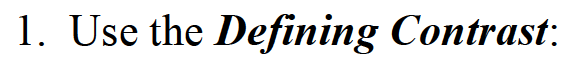 1. Use the Defining Contrast: